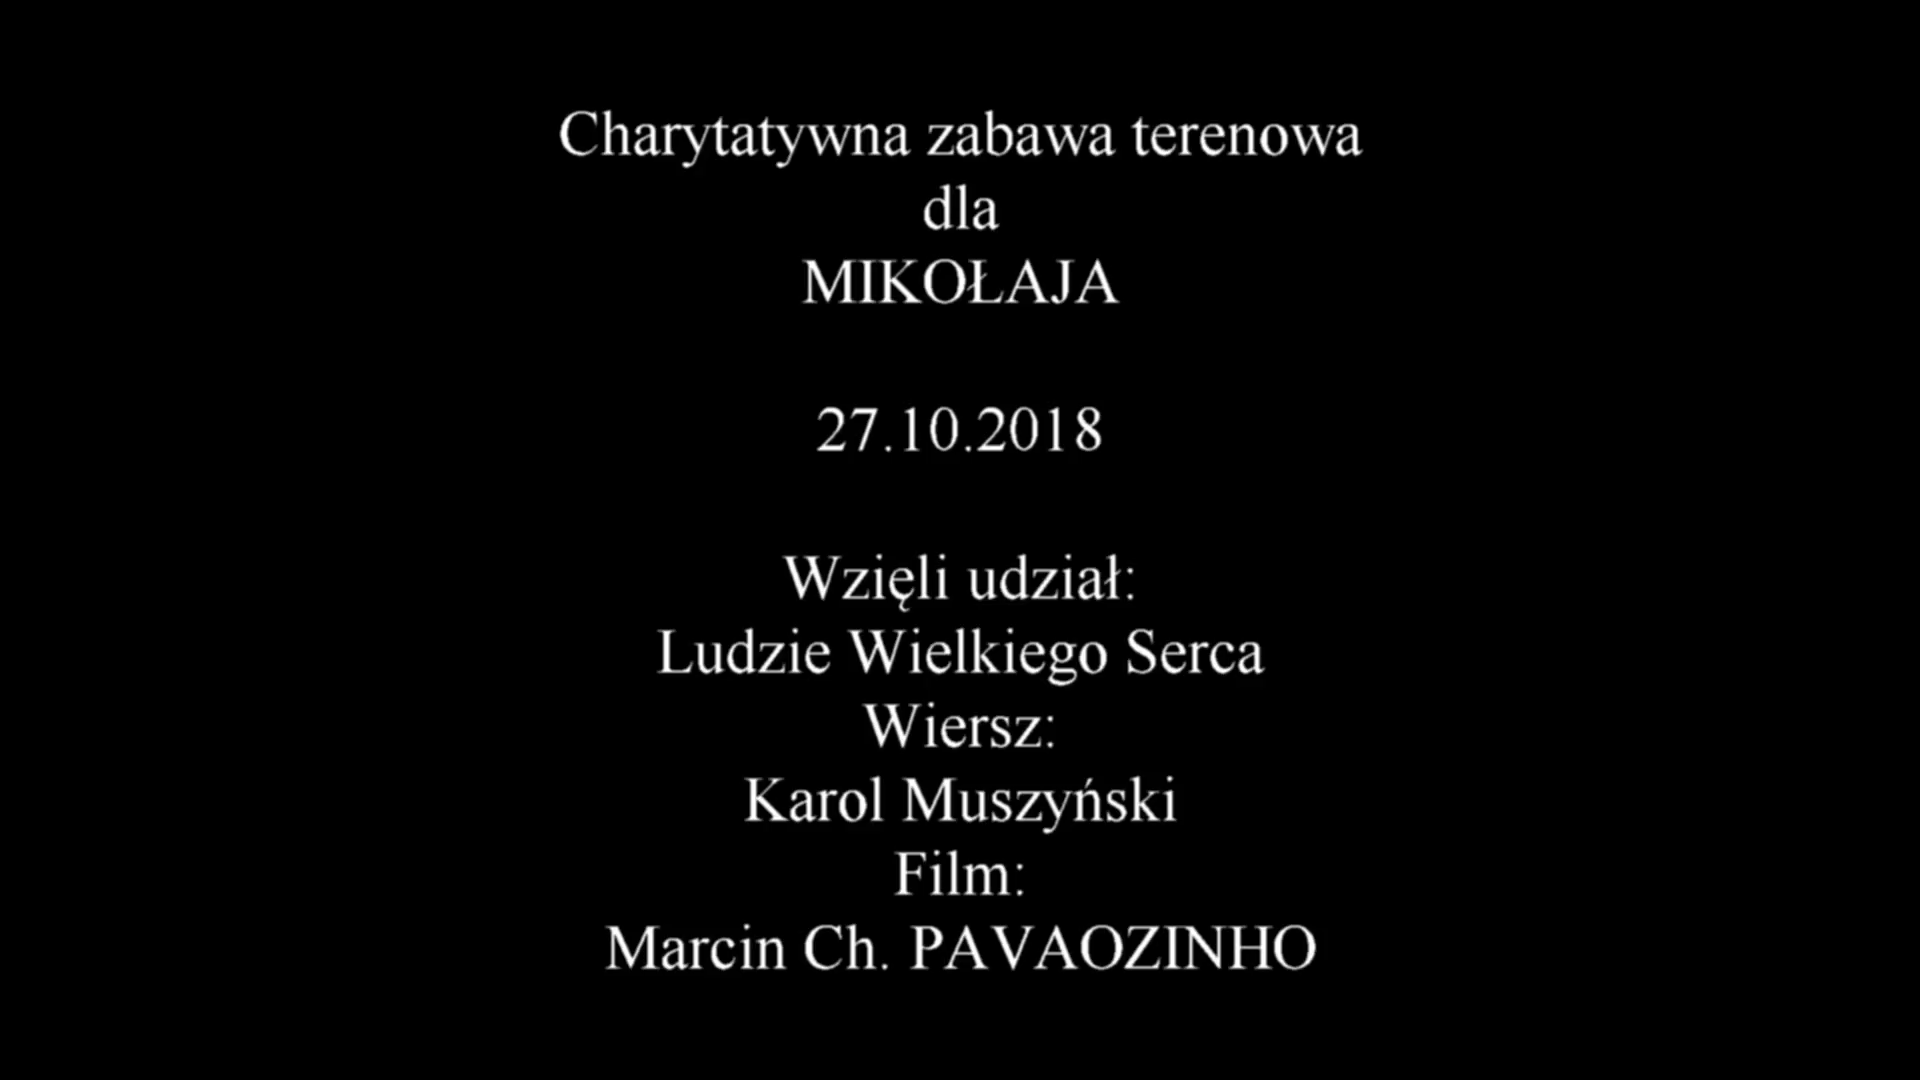 Charytatywna zabawa terenowa
dla
MIKOŁAJA
27.10.2018
Wzięli udział:
Ludzie Wielkiego Serca
Wiersz:
Karol Muszyński
Film:
Marcin Ch. PAVAOZINHO